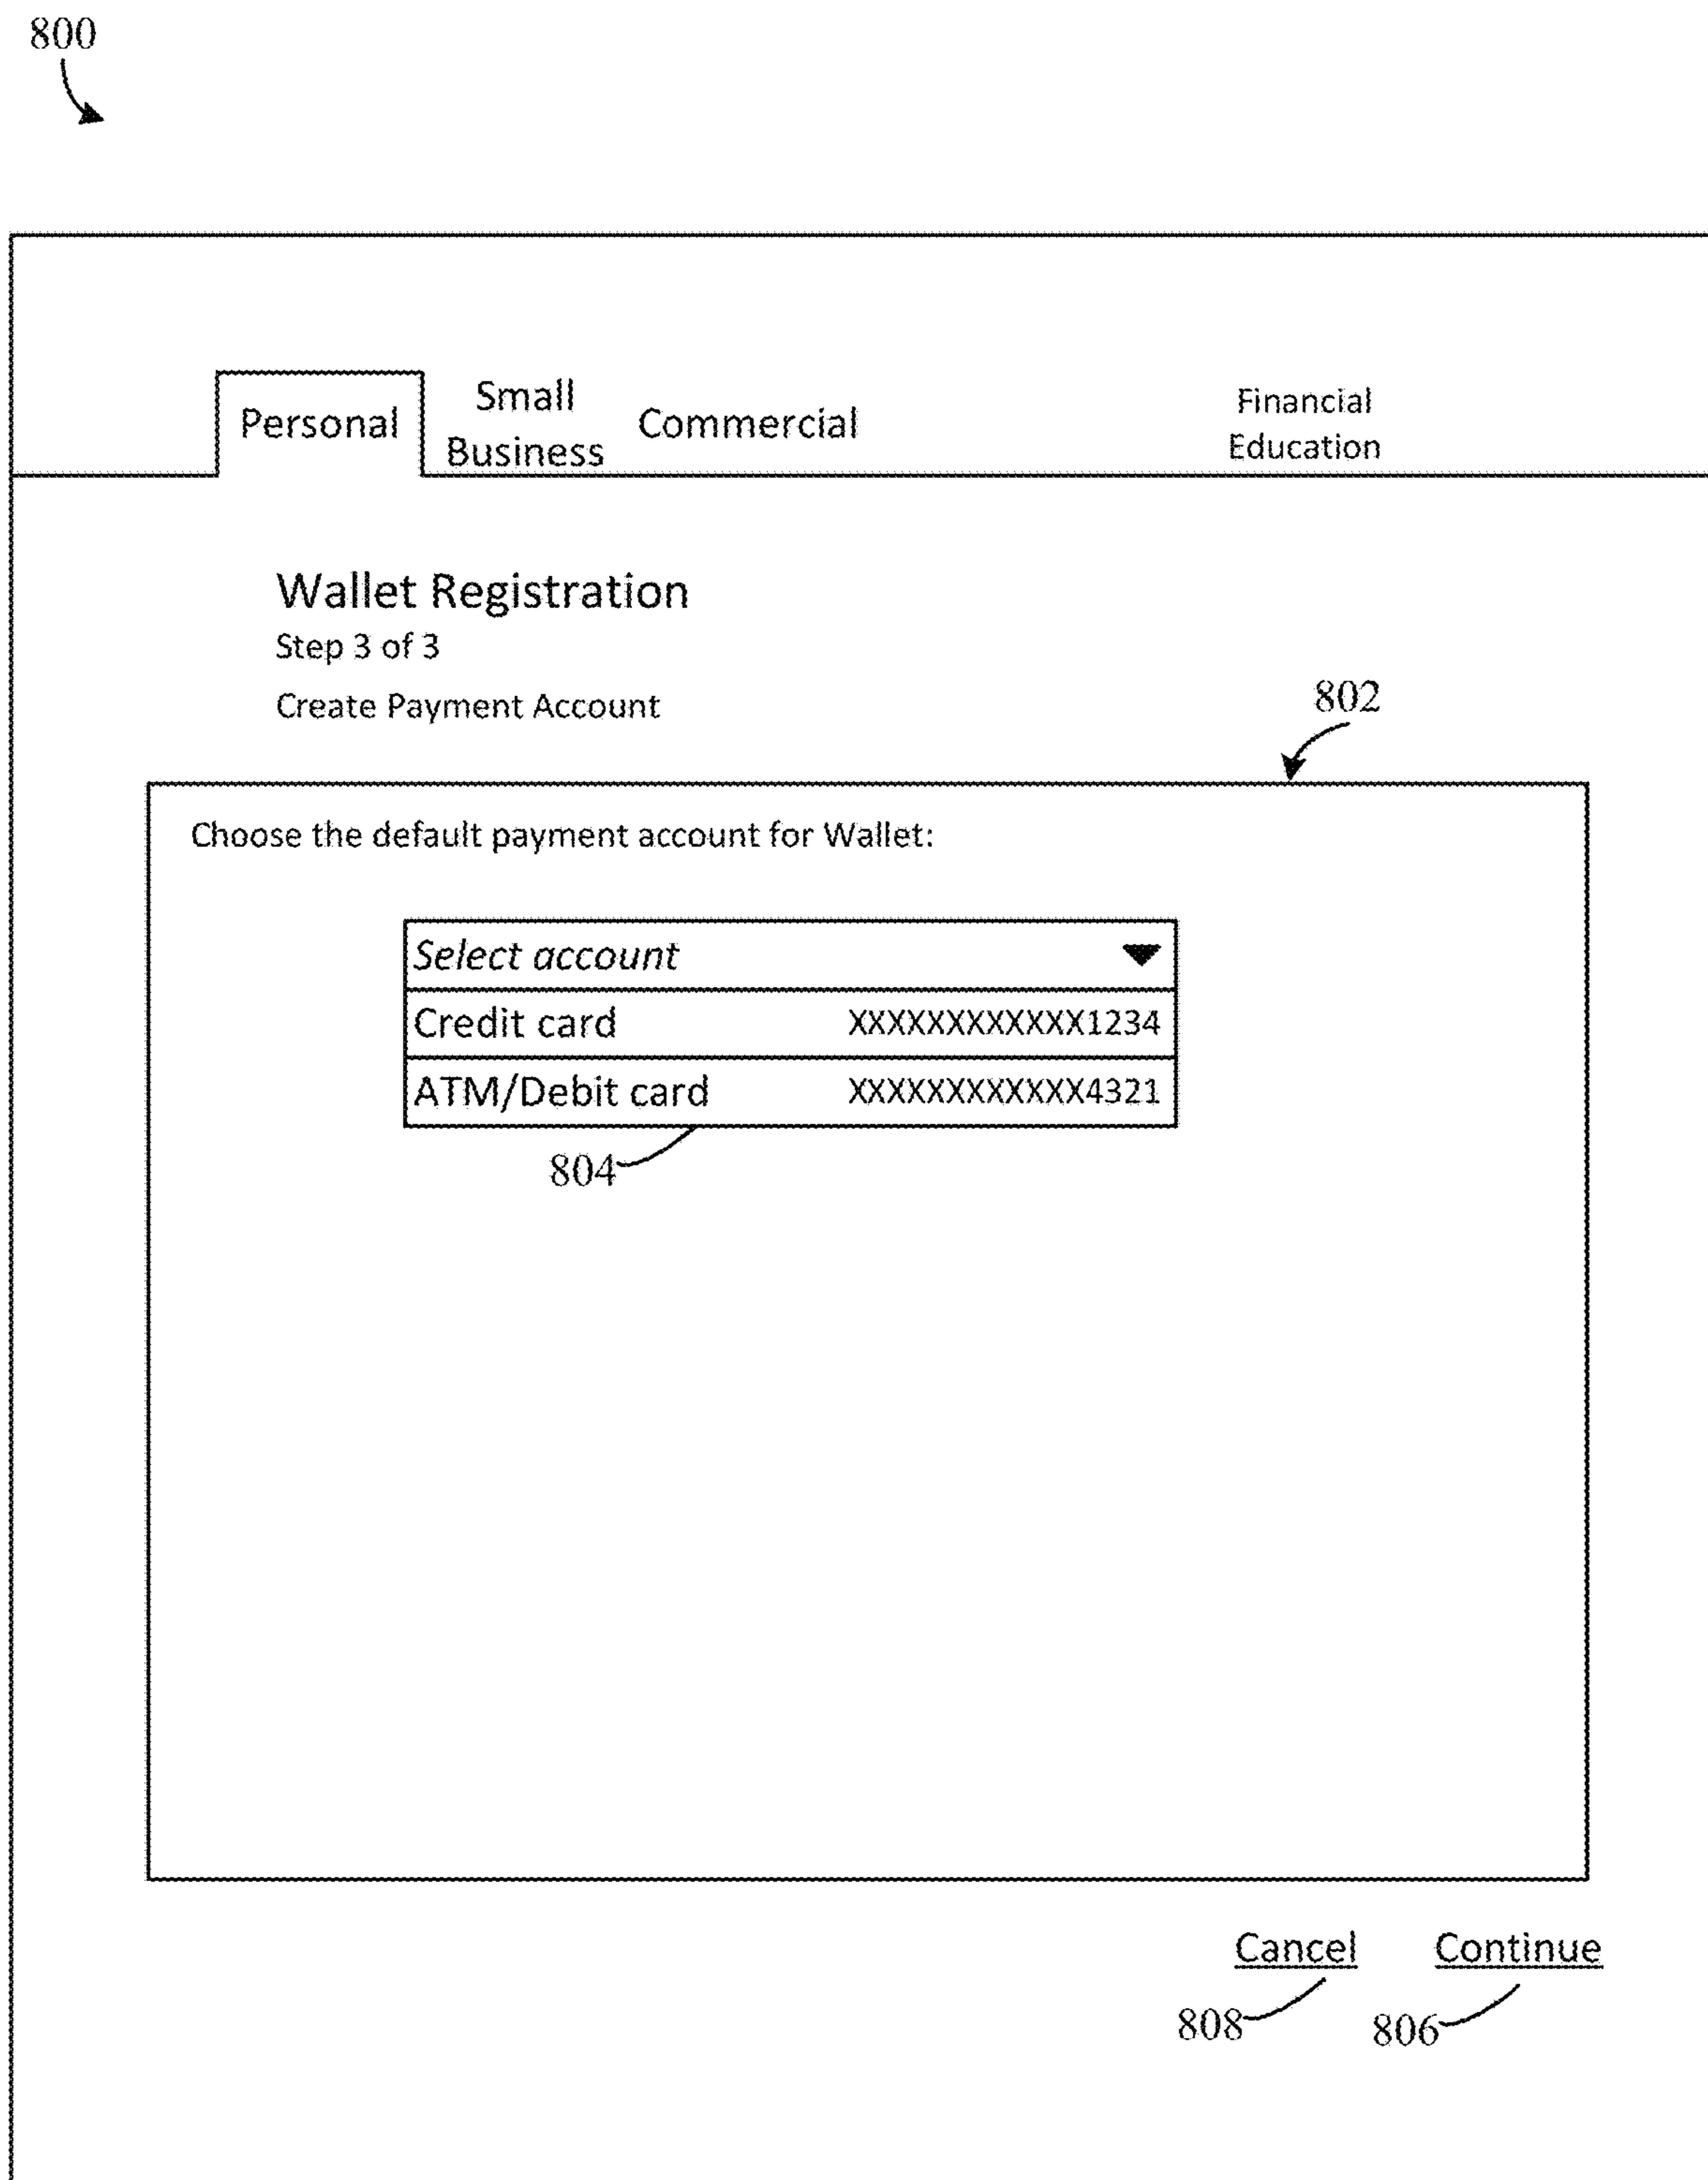 800
Personal
Small
Business
Commercial
Financial
Education
Wallet Registration
Step 3 of 3
Create Payment Account
802
Choose the default payment account for Wallet:
Select account
Credit card XXXXXXXXXXXX1234
ATM/Debit card XXXXXXXXXXXX4321
804
Cancel Continue
808 806